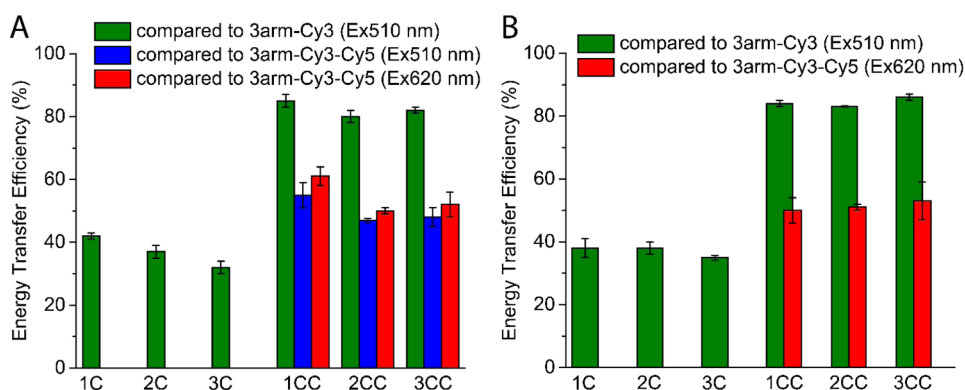 A
compared to 3arm-Cy3 (Ex510 nm)
compared to 3arm-Cy3-Cy5 (Ex510 nm)
compared to 3arm-Cy3-Cy5 (Ex620 nm)
Energy Transfer Efficiency (%)
100
80
60
40
20
0
1C 2C 3C 1CC 2CC 3CC
B
compared to 3arm-Cy3 (Ex510 nm)
compared to 3arm-Cy3-Cy5 (Ex620 nm)
Energy Transfer Efficiency (%)
100
80
60
40
20
0
1C 2C 3C 1CC 2CC 3CC